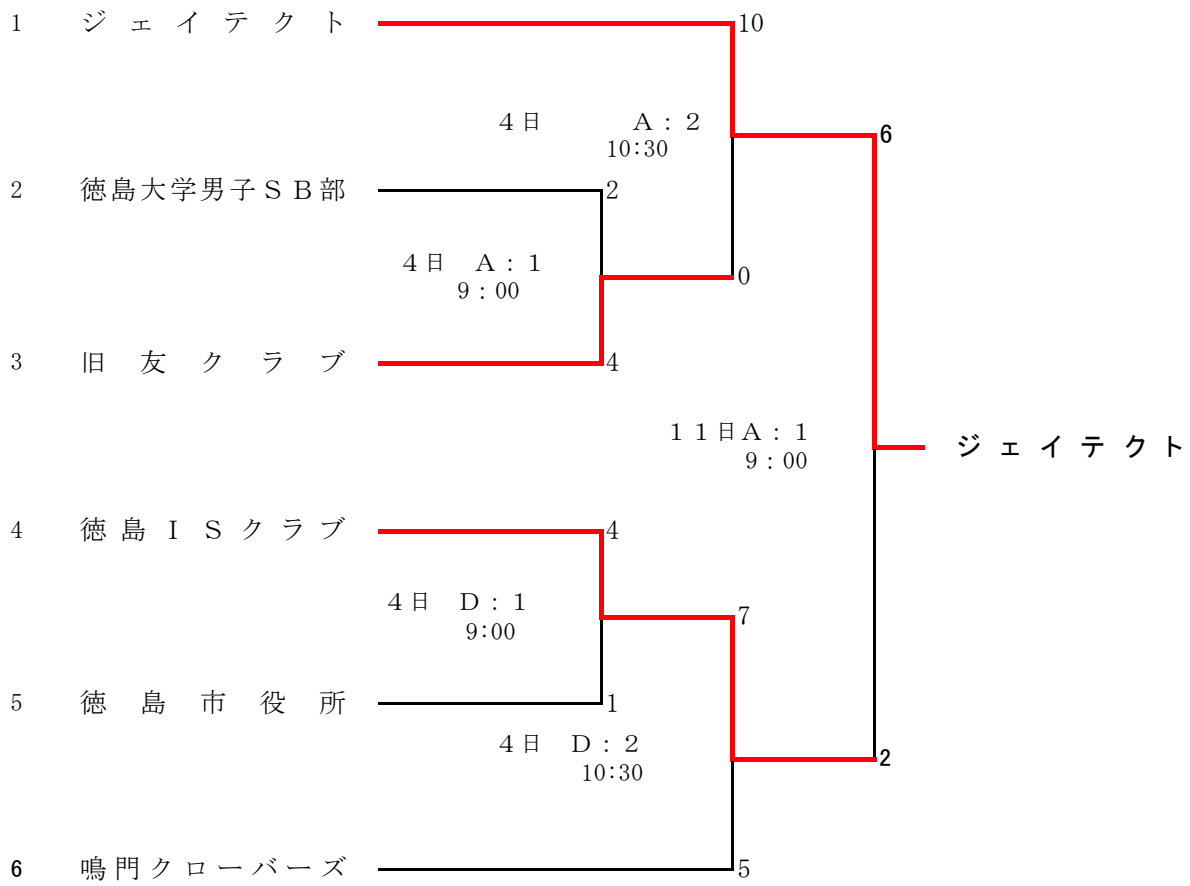 1 ジェイテクト 10
4日 A:2
10:30
6
2 徳島大学男子ＳＢ部 2
4日 A:1
9:00
0
3 旧友クラブ 4
11日A:1
9:00
ジェイテクト
4 徳島ＩＳクラブ 4
4日 D:1
9:00
7
5 徳島市役所 1
4日 D:2
10:30
2
6 鳴門クローバーズ 5